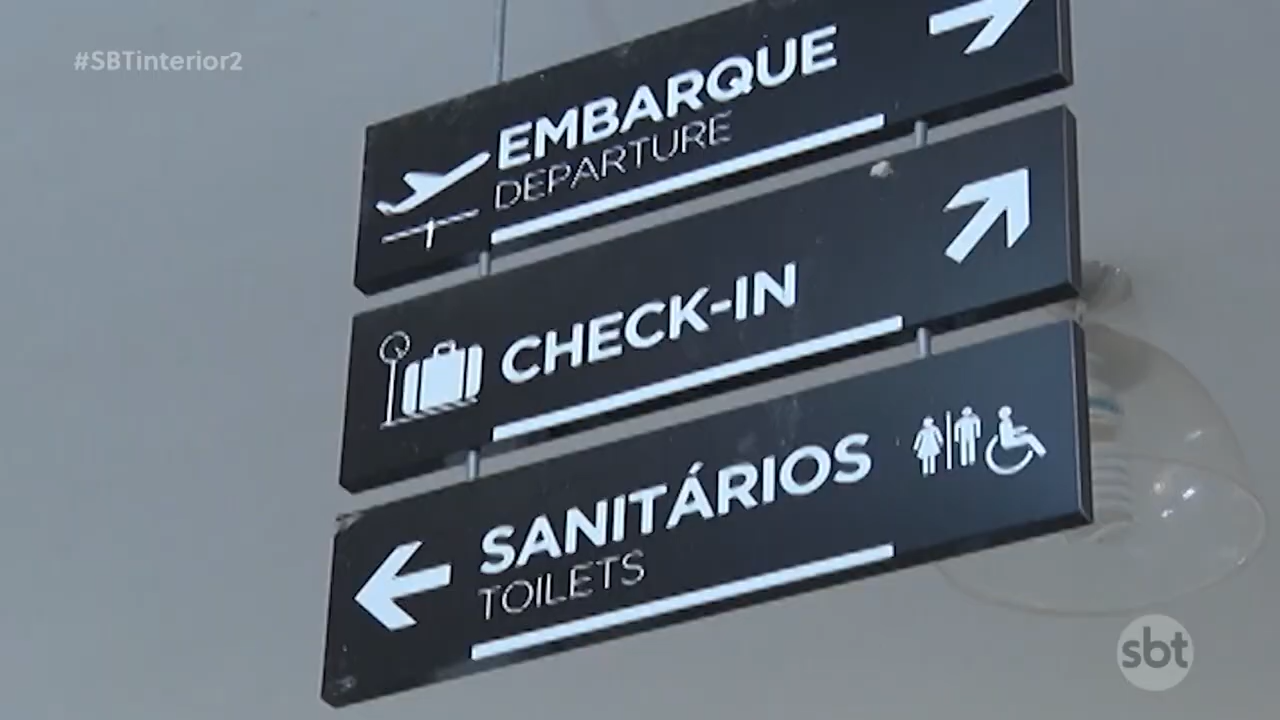 #SBTinterior2
EMBARQUE
DEPARTURE
CHECK-IN
SANITÁRIOS
TOILETS
sbt